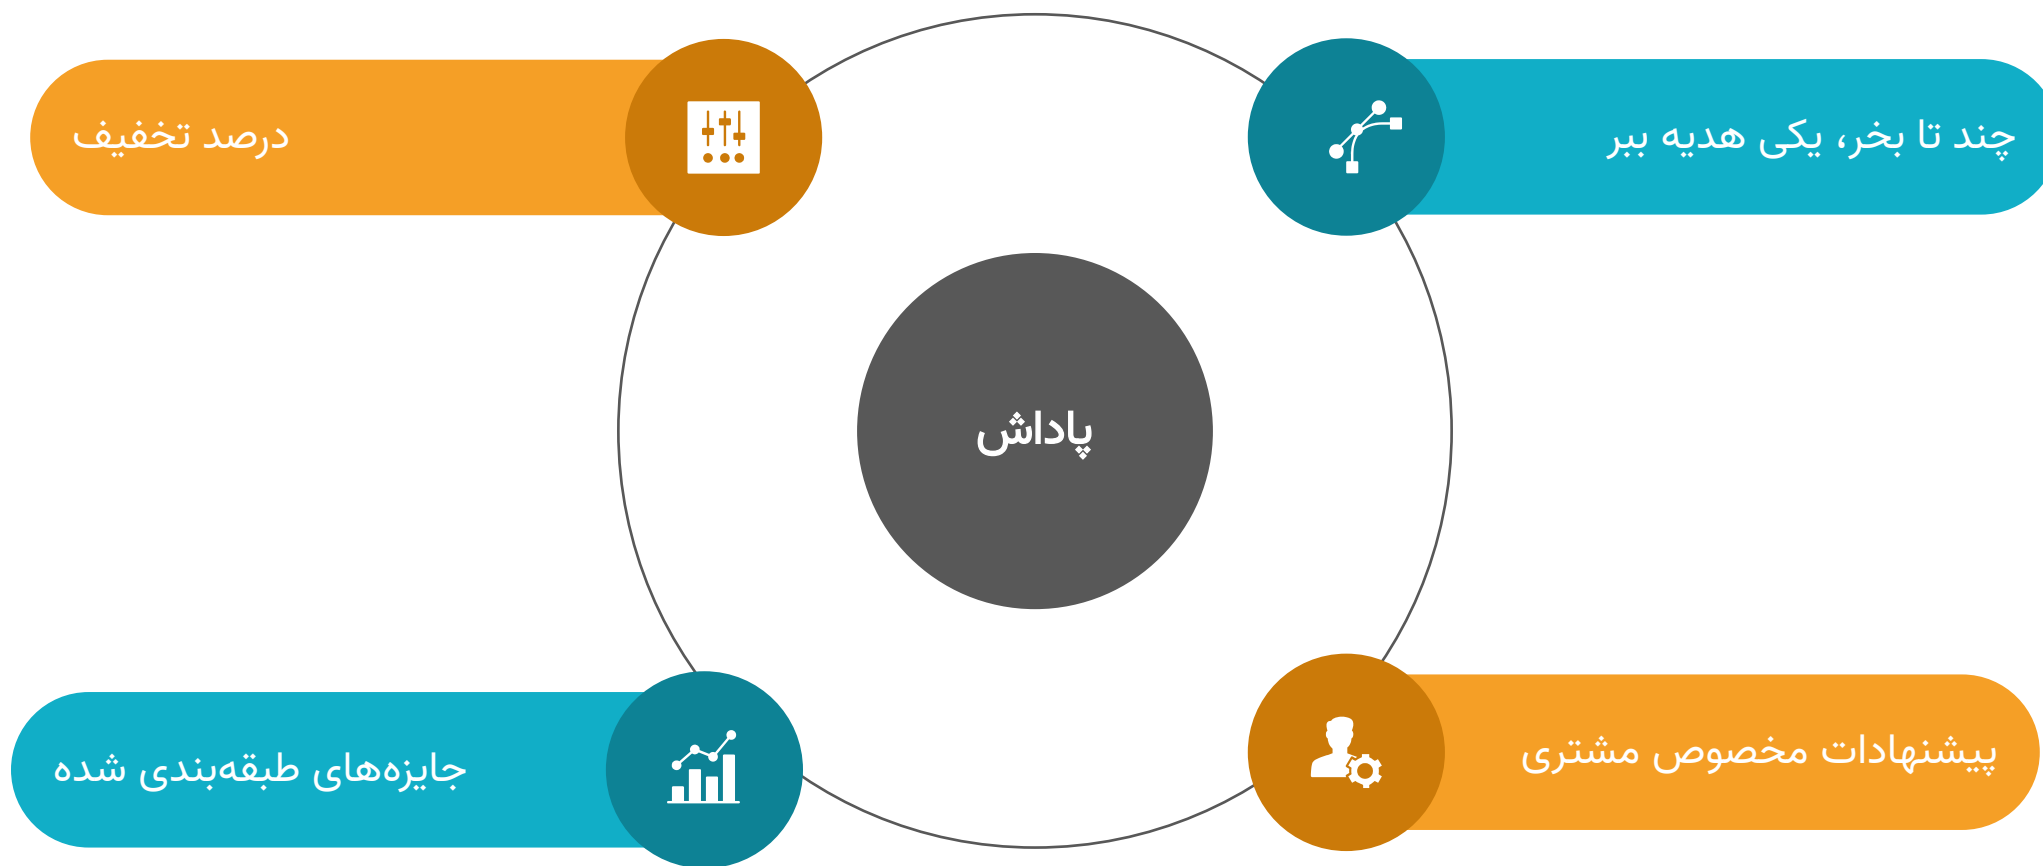 چند تا بخر، یکی هدیه ببر
درصد تخفیف
پاداش
پیشنهادات مخصوص مشتری
جایزه‌های طبقه‌بندی شده